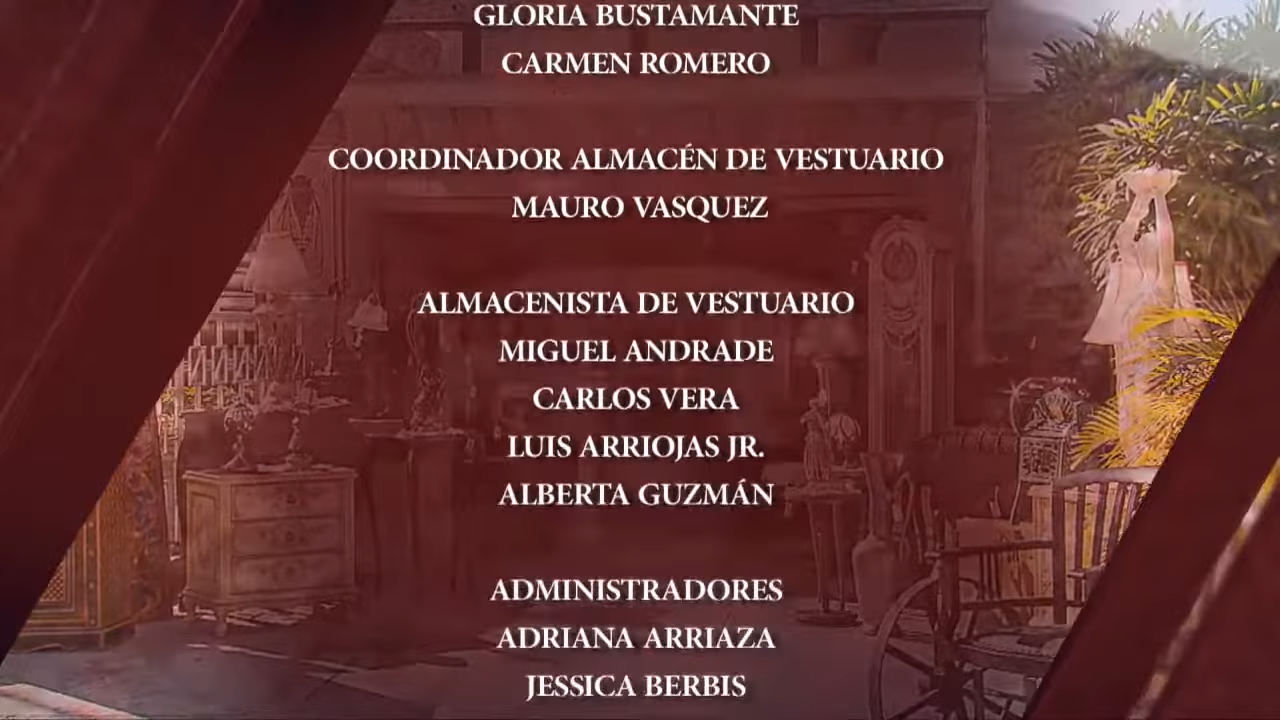 GLORIA BUSTAMANTE
CARMEN ROMERO
COORDINADOR ALMACÉN DE VESTUARIO
MAURO VASQUEZ
ALMACENISTA DE VESTUARIO
MIGUEL ANDRADE
CARLOS VERA
LUIS ARRIOJAS JR.
ALBERTA GUZMÁN
ADMINISTRADORES
ADRIANA ARRIAZA
JESSICA BERBIS